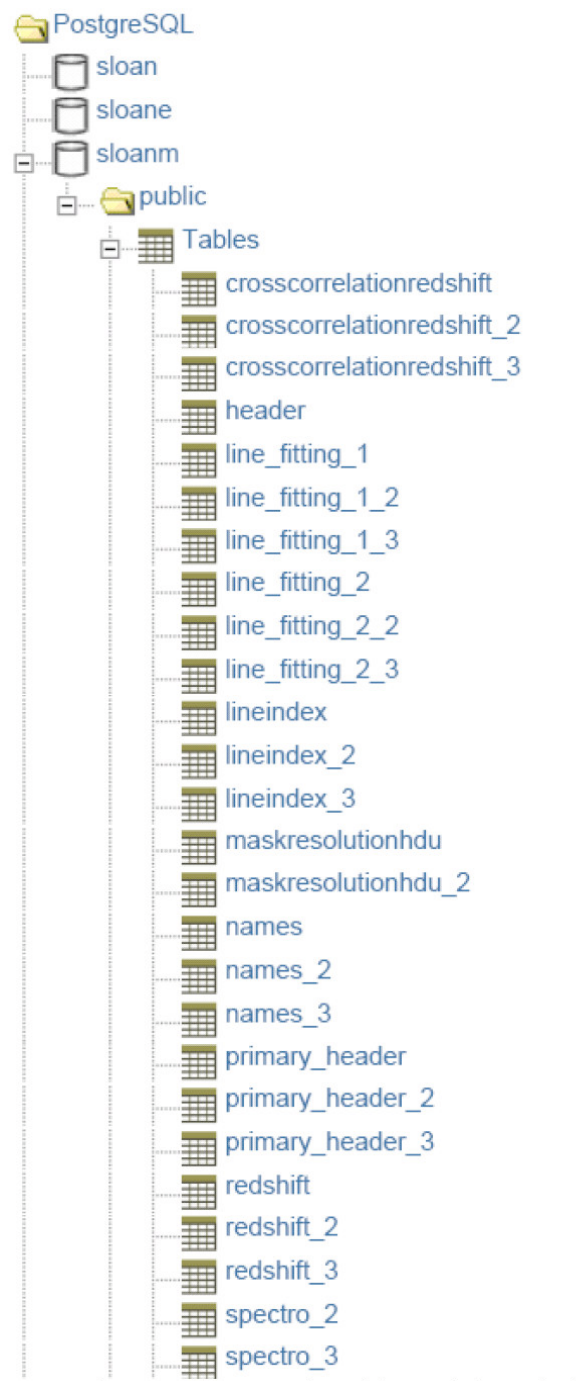 PostgreSQL
sloan
sloane
sloanm
public
Tables
crosscorrelationredshift
crosscorrelationredshift_2
crosscorrelationredshift_3
header
line_fitting_1
line_fitting_1_2
line_fitting_1_3
line_fitting_2
line_fitting_2_2
line_fitting_2_3
lineindex
lineindex_2
lineindex_3
maskresolutionhdu
maskresolutionhdu_2
names
names_2
names_3
primary_header
primary_header_2
primary_header_3
redshift
redshift_2
redshift_3
spectro_2
spectro_3